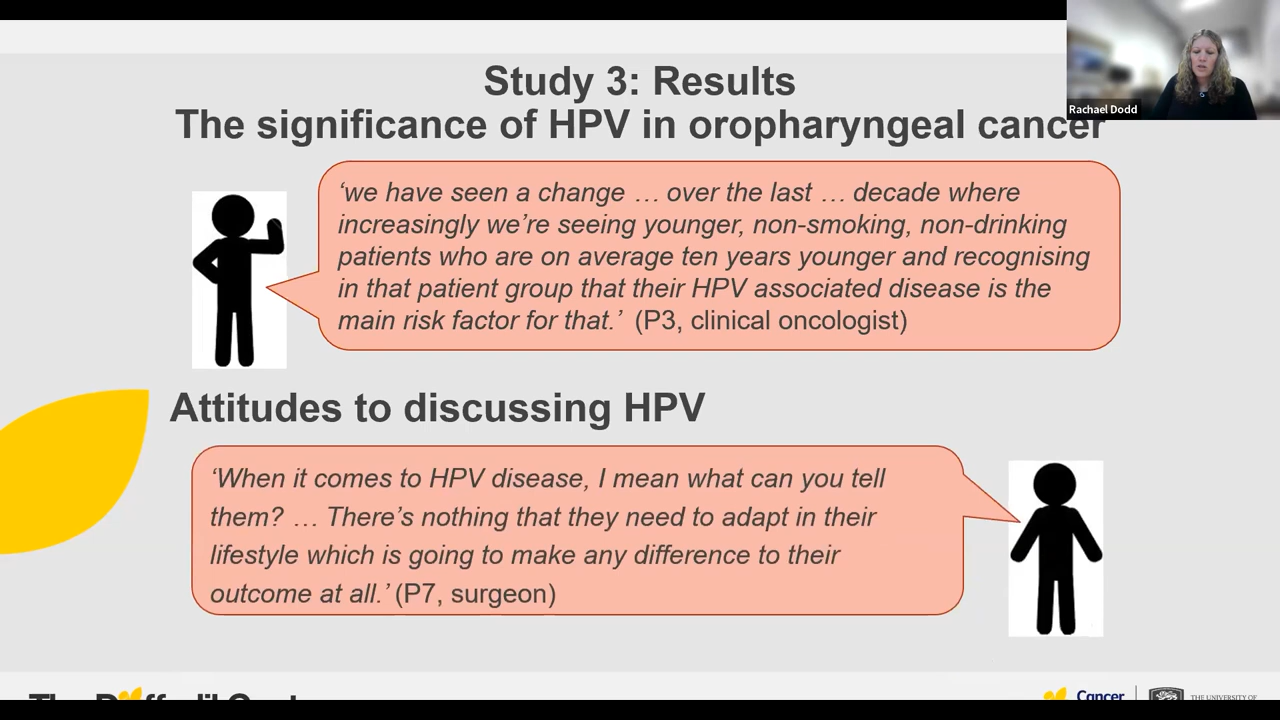 Study 3: Results
The significance of HPV in oropharyngeal cancer
Rachael Dodd
‘we have seen a change … over the last … decade where
increasingly we’re seeing younger, non-smoking, non-drinking
patients who are on average ten years younger and recognising
in that patient group that their HPV associated disease is the
main risk factor for that.’ (P3, clinical oncologist)
Attitudes to discussing HPV
‘When it comes to HPV disease, I mean what can you tell
them? … There’s nothing that they need to adapt in their
lifestyle which is going to make any difference to their
outcome at all.’ (P7, surgeon)
Cancer
THE UNIVERSITY OF